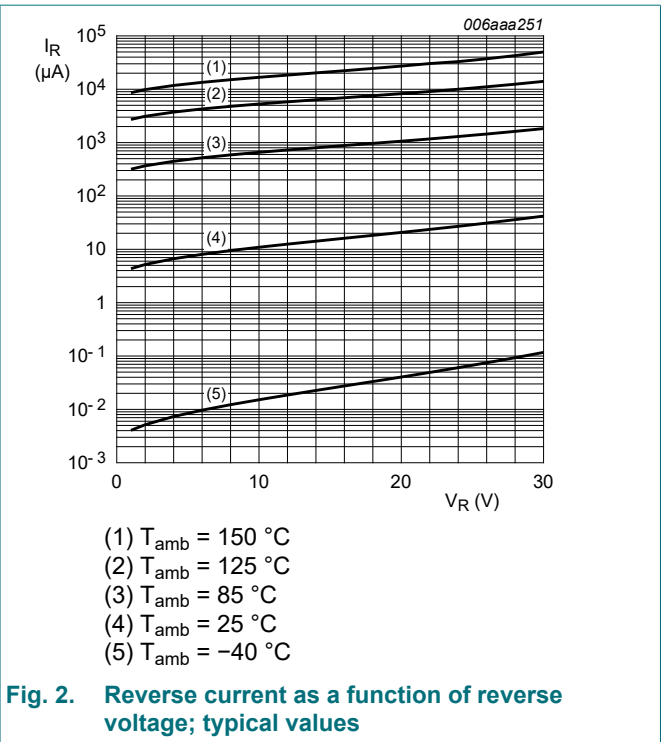 006aaa251
I_R
(μA)
10^5
10^4
10^3
10^2
10
1
10^-1
10^-2
10^-3
(1)
(2)
(3)
(4)
(5)
0
10
20
30
V_R (V)
(1) T_amb = 150 °C
(2) T_amb = 125 °C
(3) T_amb = 85 °C
(4) T_amb = 25 °C
(5) T_amb = −40 °C
Fig. 2. Reverse current as a function of reverse
voltage; typical values